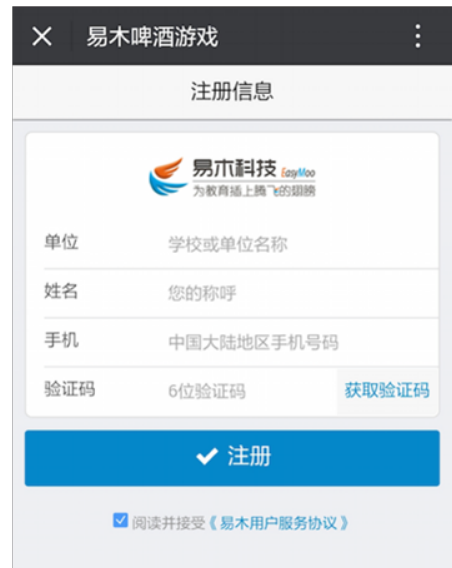 易木啤酒游戏
注册信息
易木科技 EasyMoo
为教育插上腾飞的翅膀
单位 学校或单位名称
姓名 您的称呼
手机 中国大陆地区手机号码
验证码 6位验证码 获取验证码
注册
阅读并接受《易木用户服务协议》